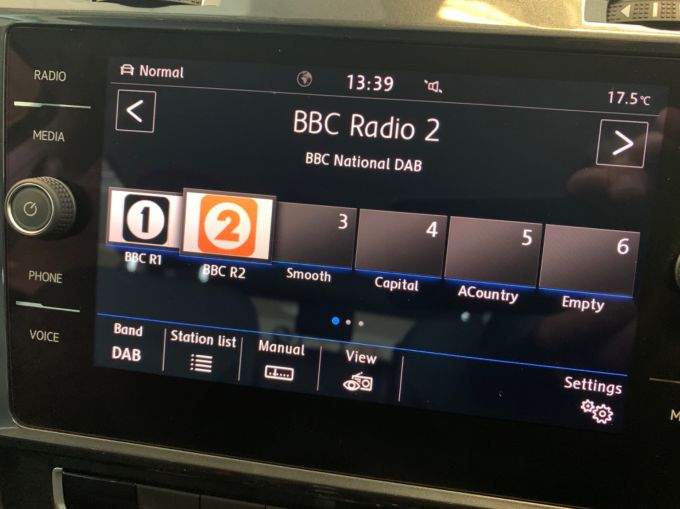 RADIO
MEDIA
PHONE
VOICE
Normal
13:39
17.5°C
<
BBC Radio 2
>
BBC National DAB
1
2
3
4
5
6
BBC R1
BBC R2
Smooth
Capital
ACountry
Empty
Band
DAB
Station list
Manual
View
Settings
M